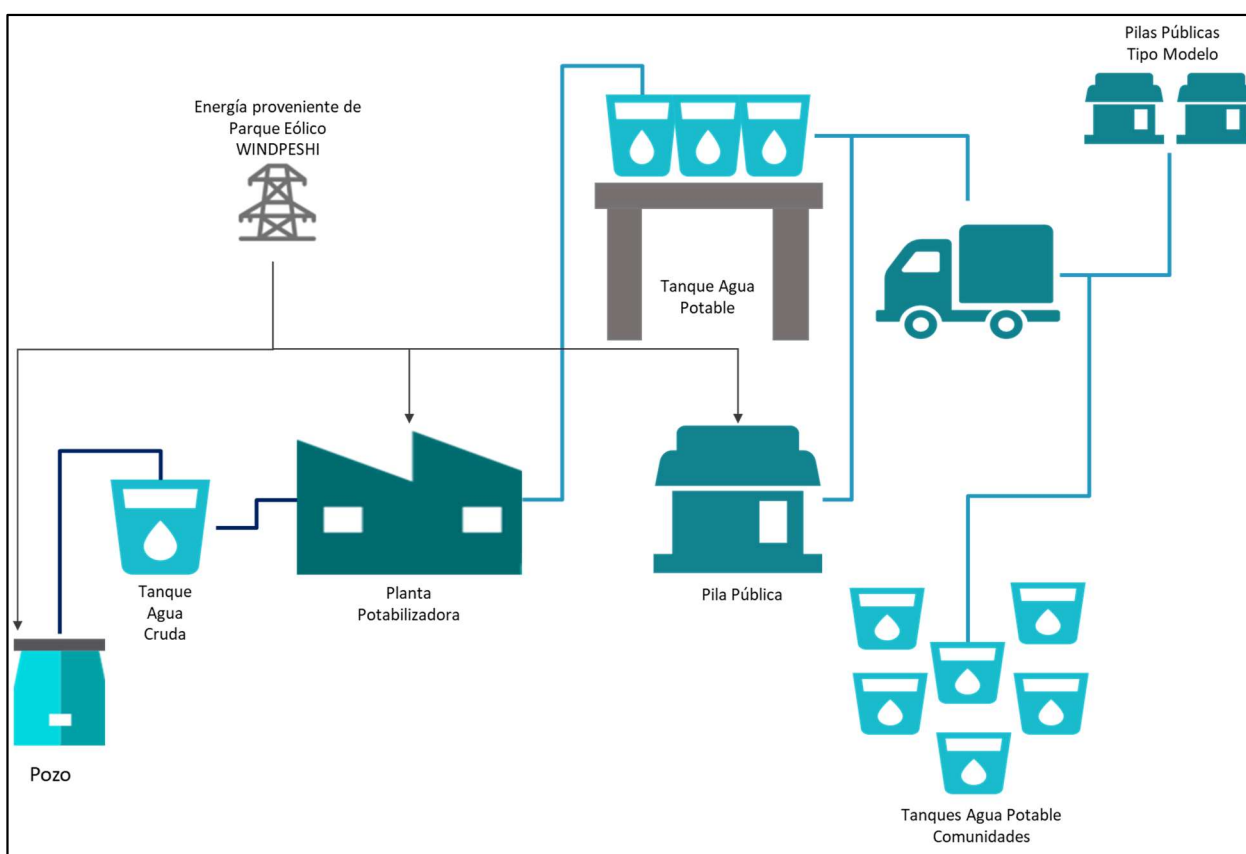 Pilas Públicas
Tipo Modelo
Energía proveniente de
Parque Eólico
WINDPESHI
Tanque Agua
Potable
Tanque
Agua
Cruda
Planta
Potabilizadora
Pila Pública
Pozo
Tanques Agua Potable
Comunidades